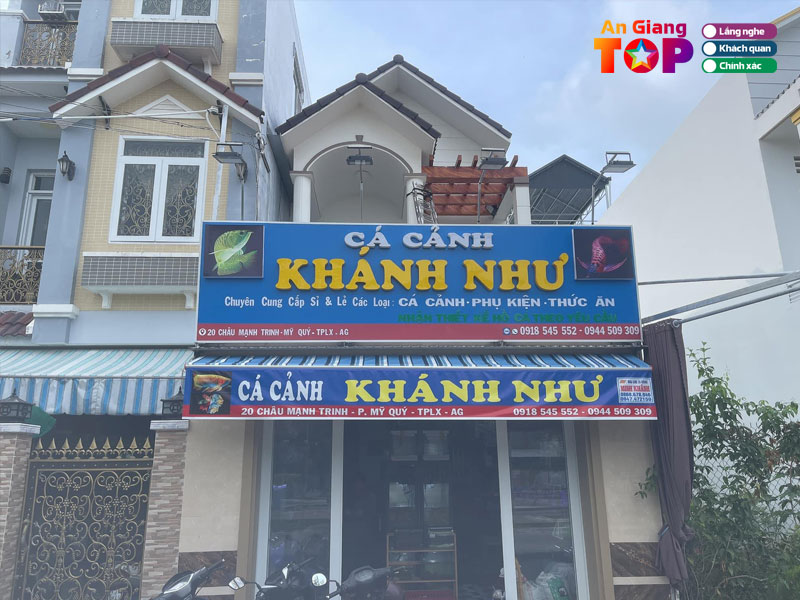 An Giang
TOP
Lắng nghe
Khách quan
Chính xác
CÁ CẢNH
KHÁNH NHƯ
Chuyên Cung Cấp Sỉ & Lẻ Các Loại: CÁ CẢNH·PHỤ KIỆN·THỨC ĂN
NHẬN THIẾT KẾ HỒ CÁ THEO YÊU CẦU
20 CHÂU MẠNH TRINH-MỸ QUÝ-TPLX-AG
0918 545 552 - 0944 509 309
CÁ CẢNH KHÁNH NHƯ
20 CHÂU MẠNH TRINH - P. MỸ QUÝ - TPLX - AG
0918 545 552 - 0944 509 309